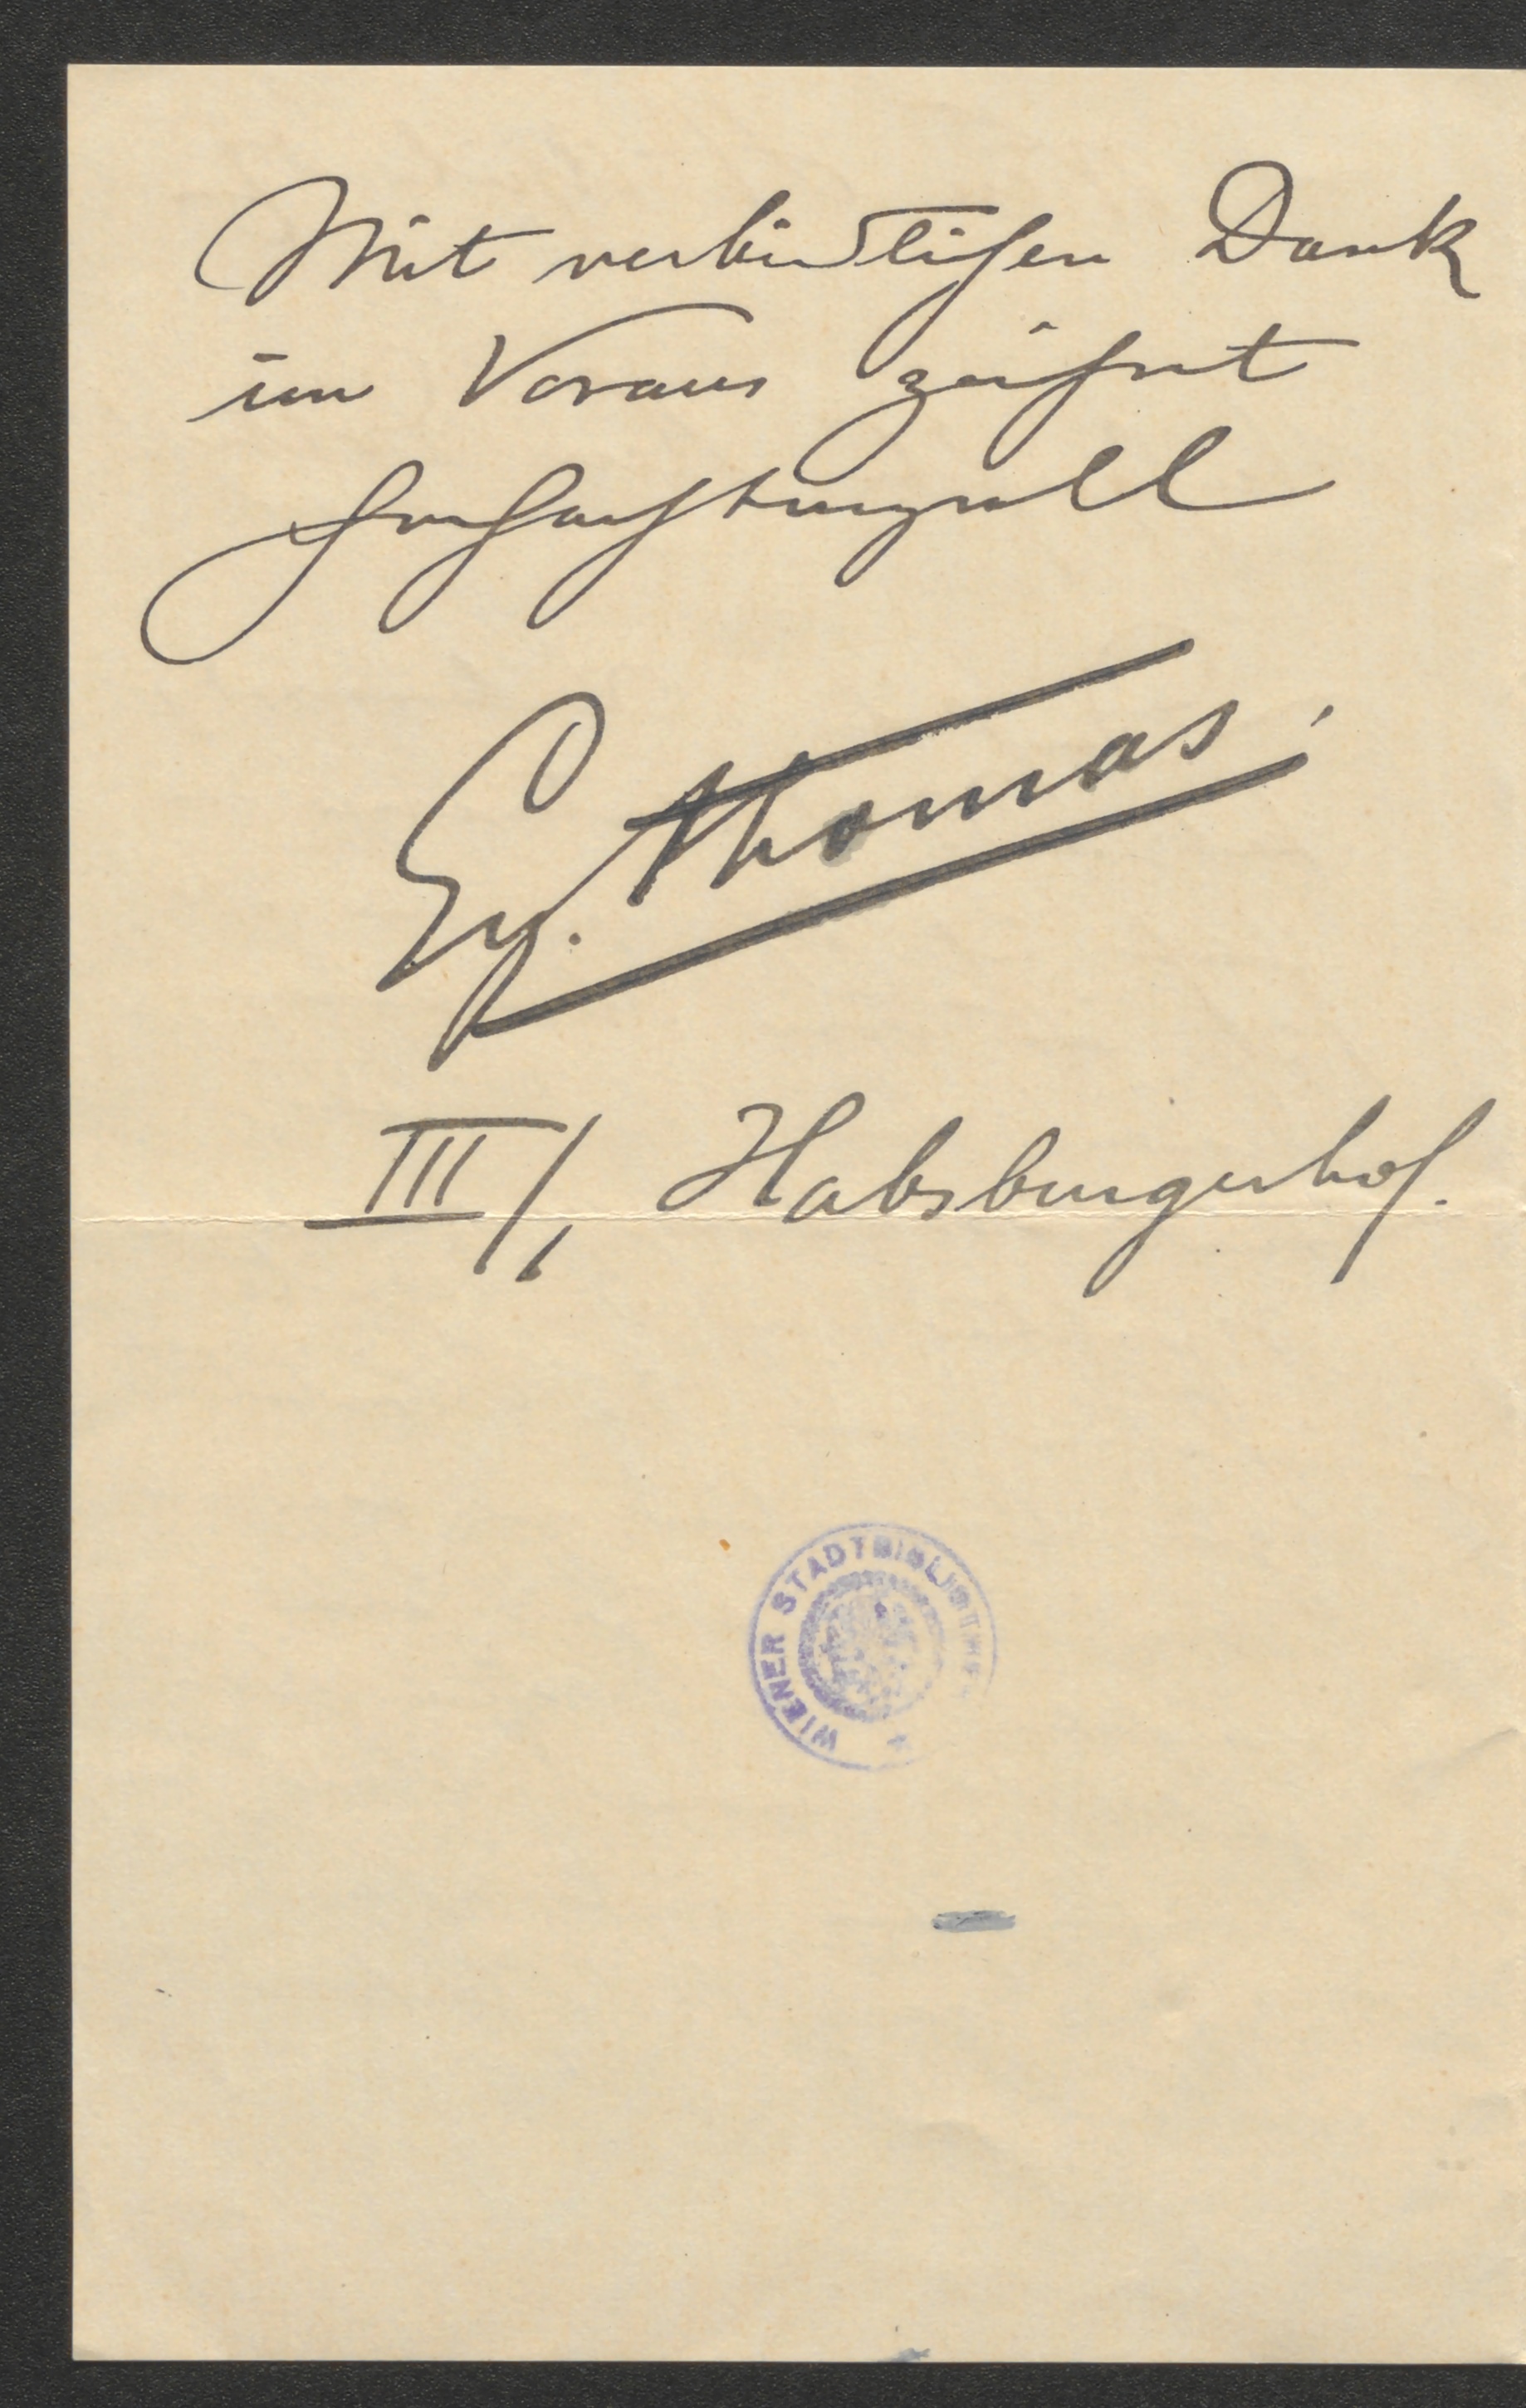 Mit verbindlichen Dank
im Voraus zeichnet
hochachtungsvoll
Thomas
III/1 Habsburgerhof.
WIENER STADTBIBLIOTHEK